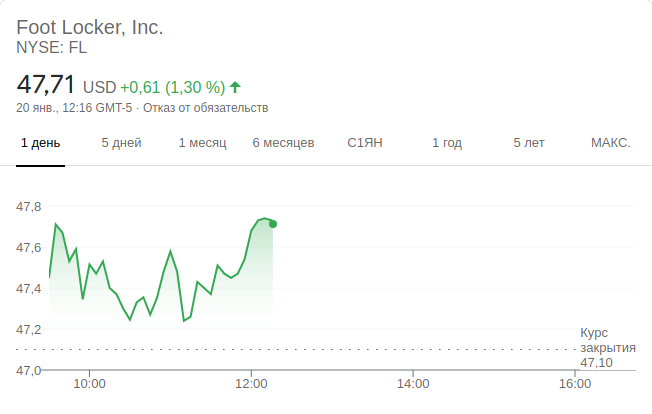 Foot Locker, Inc.
NYSE: FL
47,71 USD +0,61 (1,30 %)
20 янв., 12:16 GMT-5 · Отказ от обязательств
1 день 5 дней 1 месяц 6 месяцев С1ЯН 1 год 5 лет МАКС.
47,8
47,6
47,4
47,2
47,0
Курс
закрытия
47,10
10:00 12:00 14:00 16:00